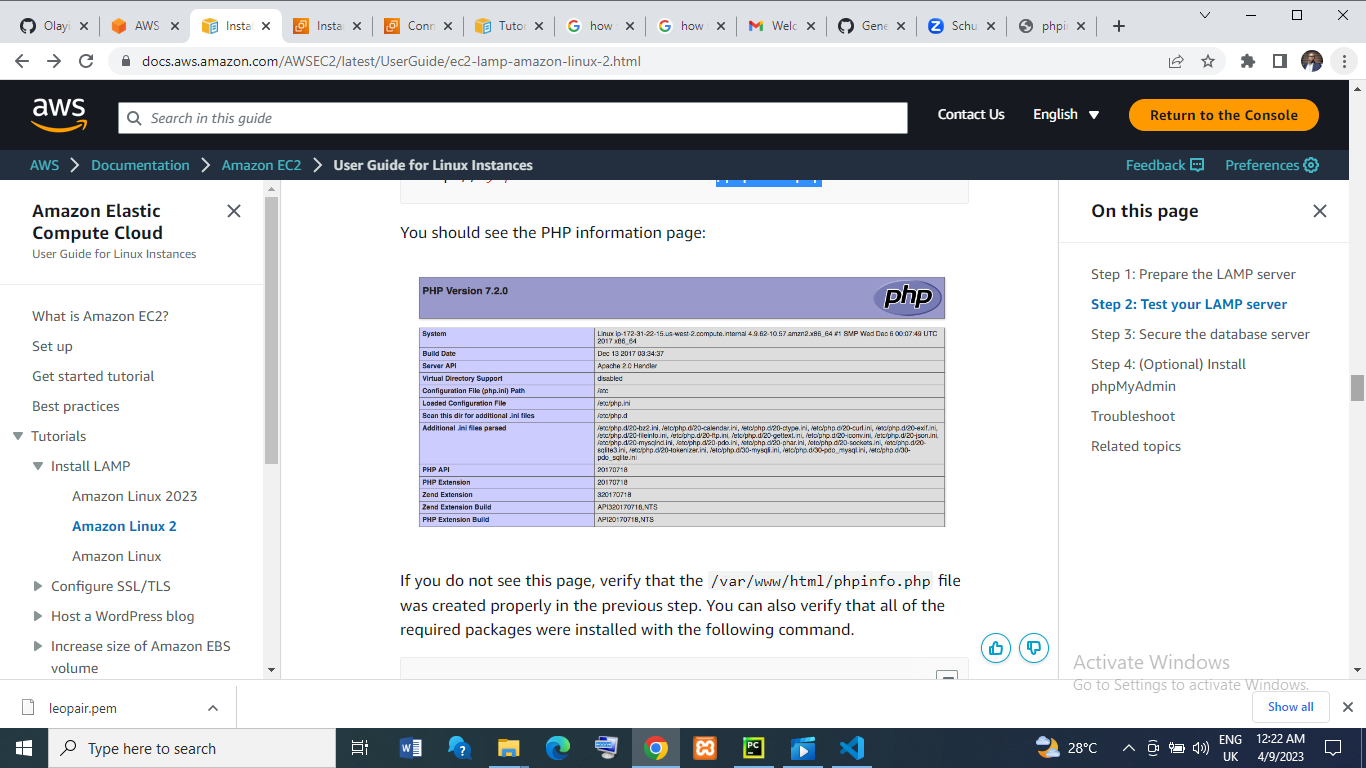 Olayi
AWS
Instal
Instan
Conn
Tutor
how
how
Welc
Gene
Schu
phpi
docs.aws.amazon.com/AWSEC2/latest/UserGuide/ec2-lamp-amazon-linux-2.html
aws
Search in this guide
Contact Us
English
Return to the Console
AWS
Documentation
Amazon EC2
User Guide for Linux Instances
Feedback
Preferences
Amazon Elastic
Compute Cloud
User Guide for Linux Instances
What is Amazon EC2?
Set up
Get started tutorial
Best practices
Tutorials
Install LAMP
Amazon Linux 2023
Amazon Linux 2
Amazon Linux
Configure SSL/TLS
Host a WordPress blog
Increase size of Amazon EBS
volume
You should see the PHP information page:
PHP Version 7.2.0
php
System
Linux ip-172-31-22-15.us-west-2.compute.internal 4.9.62-10.57.amzn2.x86_64 #1 SMP Wed Dec 6 00:07:49 UTC
2017 x86_64
Build Date
Dec 13 2017 03:34:37
Server API
Apache 2.0 Handler
Virtual Directory Support
disabled
Configuration File (php.ini) Path
/etc
Loaded Configuration File
/etc/php.ini
Scan this dir for additional .ini files
/etc/php.d
Additional .ini files parsed
/etc/php.d/20-bz2.ini, /etc/php.d/20-calendar.ini, /etc/php.d/20-ctype.ini, /etc/php.d/20-curl.ini, /etc/php.d/20-exif.ini,
/etc/php.d/20-fileinfo.ini, /etc/php.d/20-ftp.ini, /etc/php.d/20-gettext.ini, /etc/php.d/20-iconv.ini, /etc/php.d/20-json.ini,
/etc/php.d/20-mysqlnd.ini, /etc/php.d/20-pdo.ini, /etc/php.d/20-phar.ini, /etc/php.d/20-sockets.ini, /etc/php.d/20-
sqlite3.ini, /etc/php.d/20-tokenizer.ini, /etc/php.d/30-mysqli.ini, /etc/php.d/30-pdo_mysql.ini, /etc/php.d/30-
pdo_sqlite.ini
PHP API
20170718
PHP Extension
20170718
Zend Extension
320170718
Zend Extension Build
API320170718,NTS
PHP Extension Build
API20170718,NTS
If you do not see this page, verify that the /var/www/html/phpinfo.php file
was created properly in the previous step. You can also verify that all of the
required packages were installed with the following command.
On this page
Step 1: Prepare the LAMP server
Step 2: Test your LAMP server
Step 3: Secure the database server
Step 4: (Optional) Install
phpMyAdmin
Troubleshoot
Related topics
Activate Windows
Go to Settings to activate Windows.
leopair.pem
Show all
Type here to search
28°C
ENG
UK
12:22 AM
4/9/2023